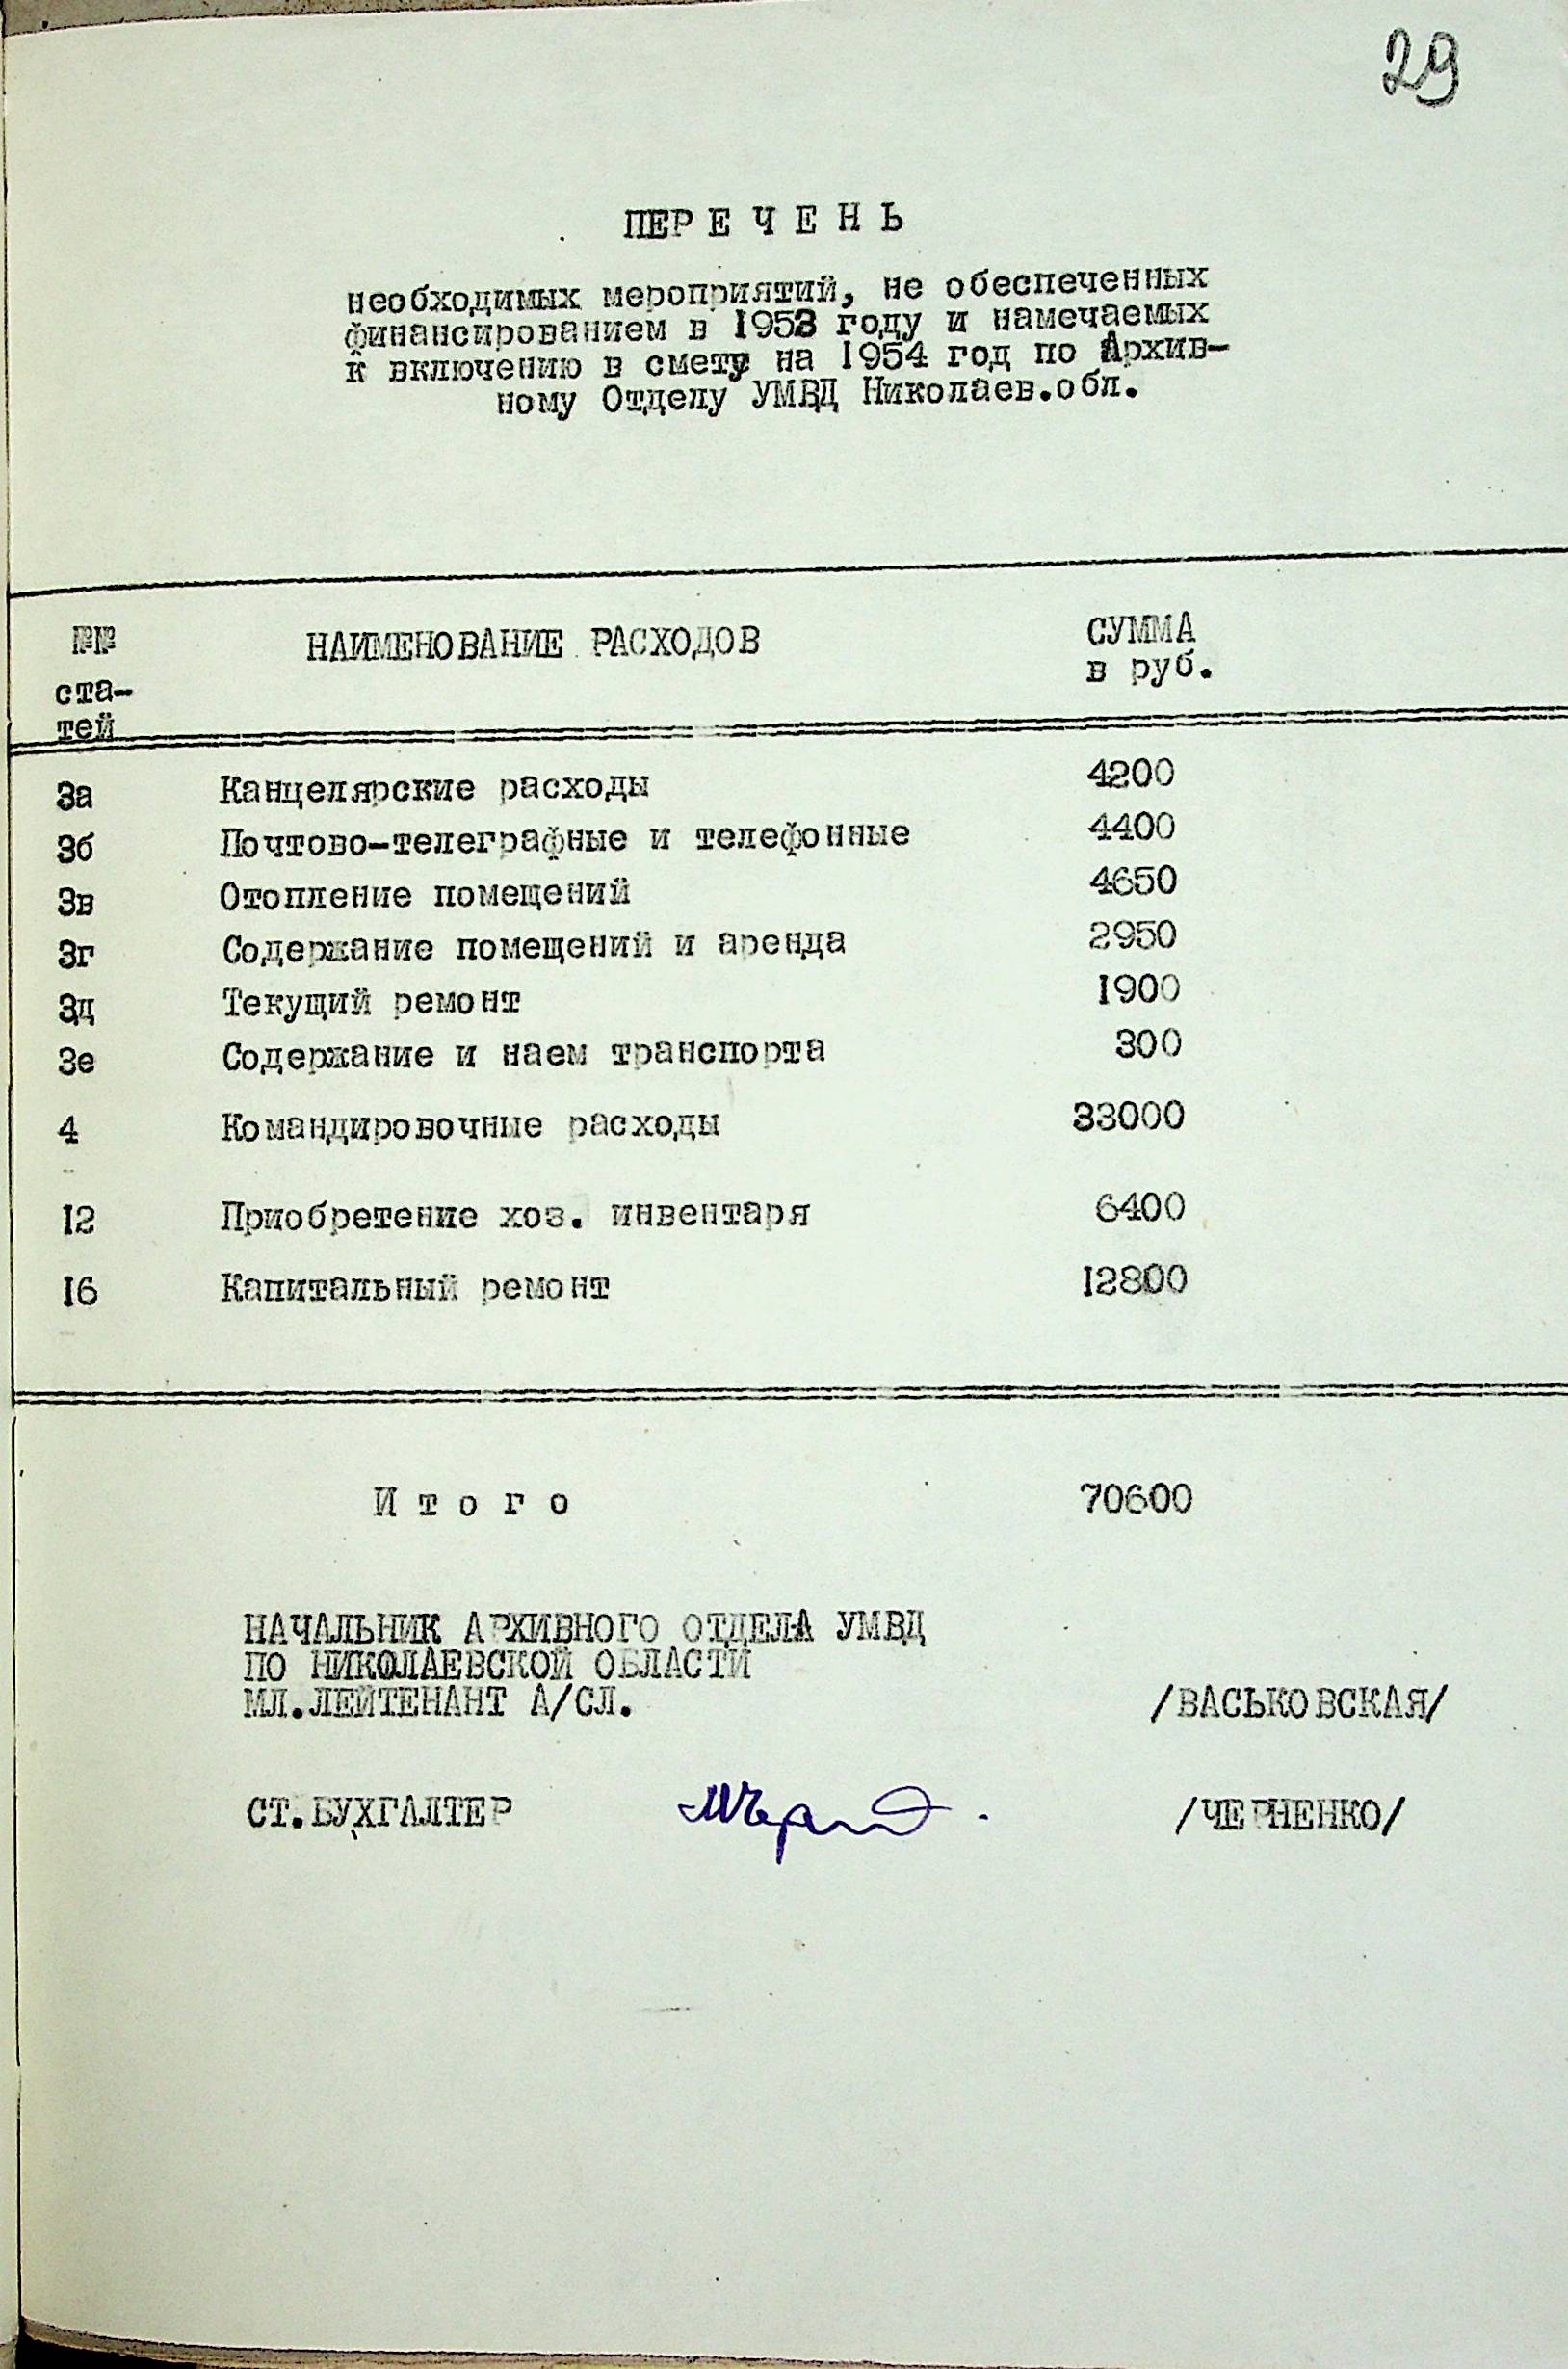 29
ПЕРЕЧЕНЬ
необходимых мероприятий, не обеспеченных
финансированием в 1953 году и намечаемых
к включению в смету на 1954 год по Архив-
ному Отделу УМВД Николаев.обл.
№№ НАИМЕНОВАНИЕ РАСХОДОВ СУММА
ста- в руб.
тей
3а Канцелярские расходы 4200
3б Почтово-телеграфные и телефонные 4400
3в Отопление помещений 4650
3г Содержание помещений и аренда 2950
3д Текущий ремонт 1900
3е Содержание и наем транспорта 300
4 Командировочные расходы 33000
12 Приобретение хоз. инвентаря 6400
16 Капитальный ремонт 12800
Итого 70600
НАЧАЛЬНИК АРХИВНОГО ОТДЕЛА УМВД
ПО НИКОЛАЕВСКОЙ ОБЛАСТИ
МЛ.ЛЕЙТЕНАНТ А/СЛ. /ВАСЬКОВСКАЯ/
СТ.БУХГАЛТЕР /ЧЕРНЕНКО/